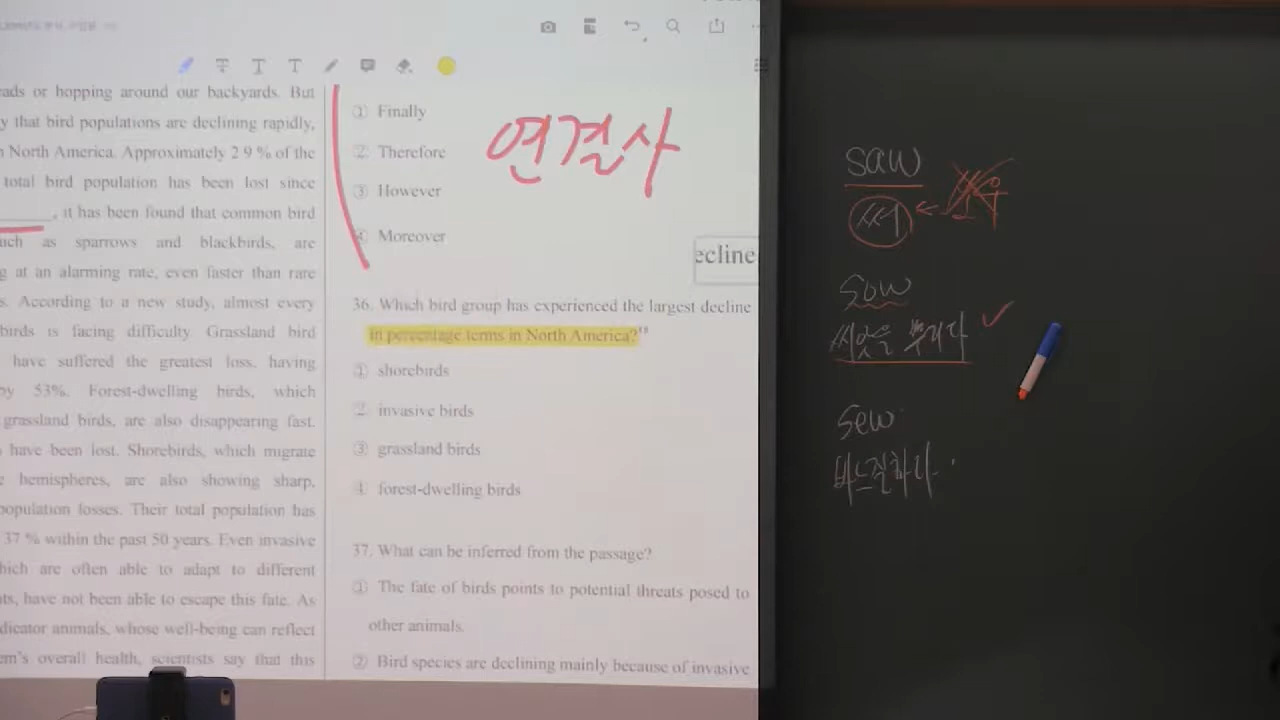 ads or hopping around our backyards. But
y that bird populations are declining rapidly,
North America. Approximately 2 9 % of the
total bird population has been lost since
, it has been found that common bird
uch as sparrows and blackbirds, are
g at an alarming rate, even faster than rare
s. According to a new study, almost every
birds is facing difficulty. Grassland bird
have suffered the greatest loss, having
by 53%. Forest-dwelling birds, which
grassland birds, are also disappearing fast.
have been lost. Shorebirds, which migrate
hemispheres, are also showing sharp,
population losses. Their total population has
37 % within the past 50 years. Even invasive
hich are often able to adapt to different
ts, have not been able to escape this fate. As
dicator animals, whose well-being can reflect
em's overall health, scientists say that this
① Finally
② Therefore
③ However
④ Moreover
연결사
ecline
36. Which bird group has experienced the largest decline
in percentage terms in North America?"
① shorebirds
② invasive birds
③ grassland birds
④ forest-dwelling birds
37. What can be inferred from the passage?
① The fate of birds points to potential threats posed to
other animals.
② Bird species are declining mainly because of invasive
saw
써
sow
씨앗을 뿌리다
sew
바느질하다.